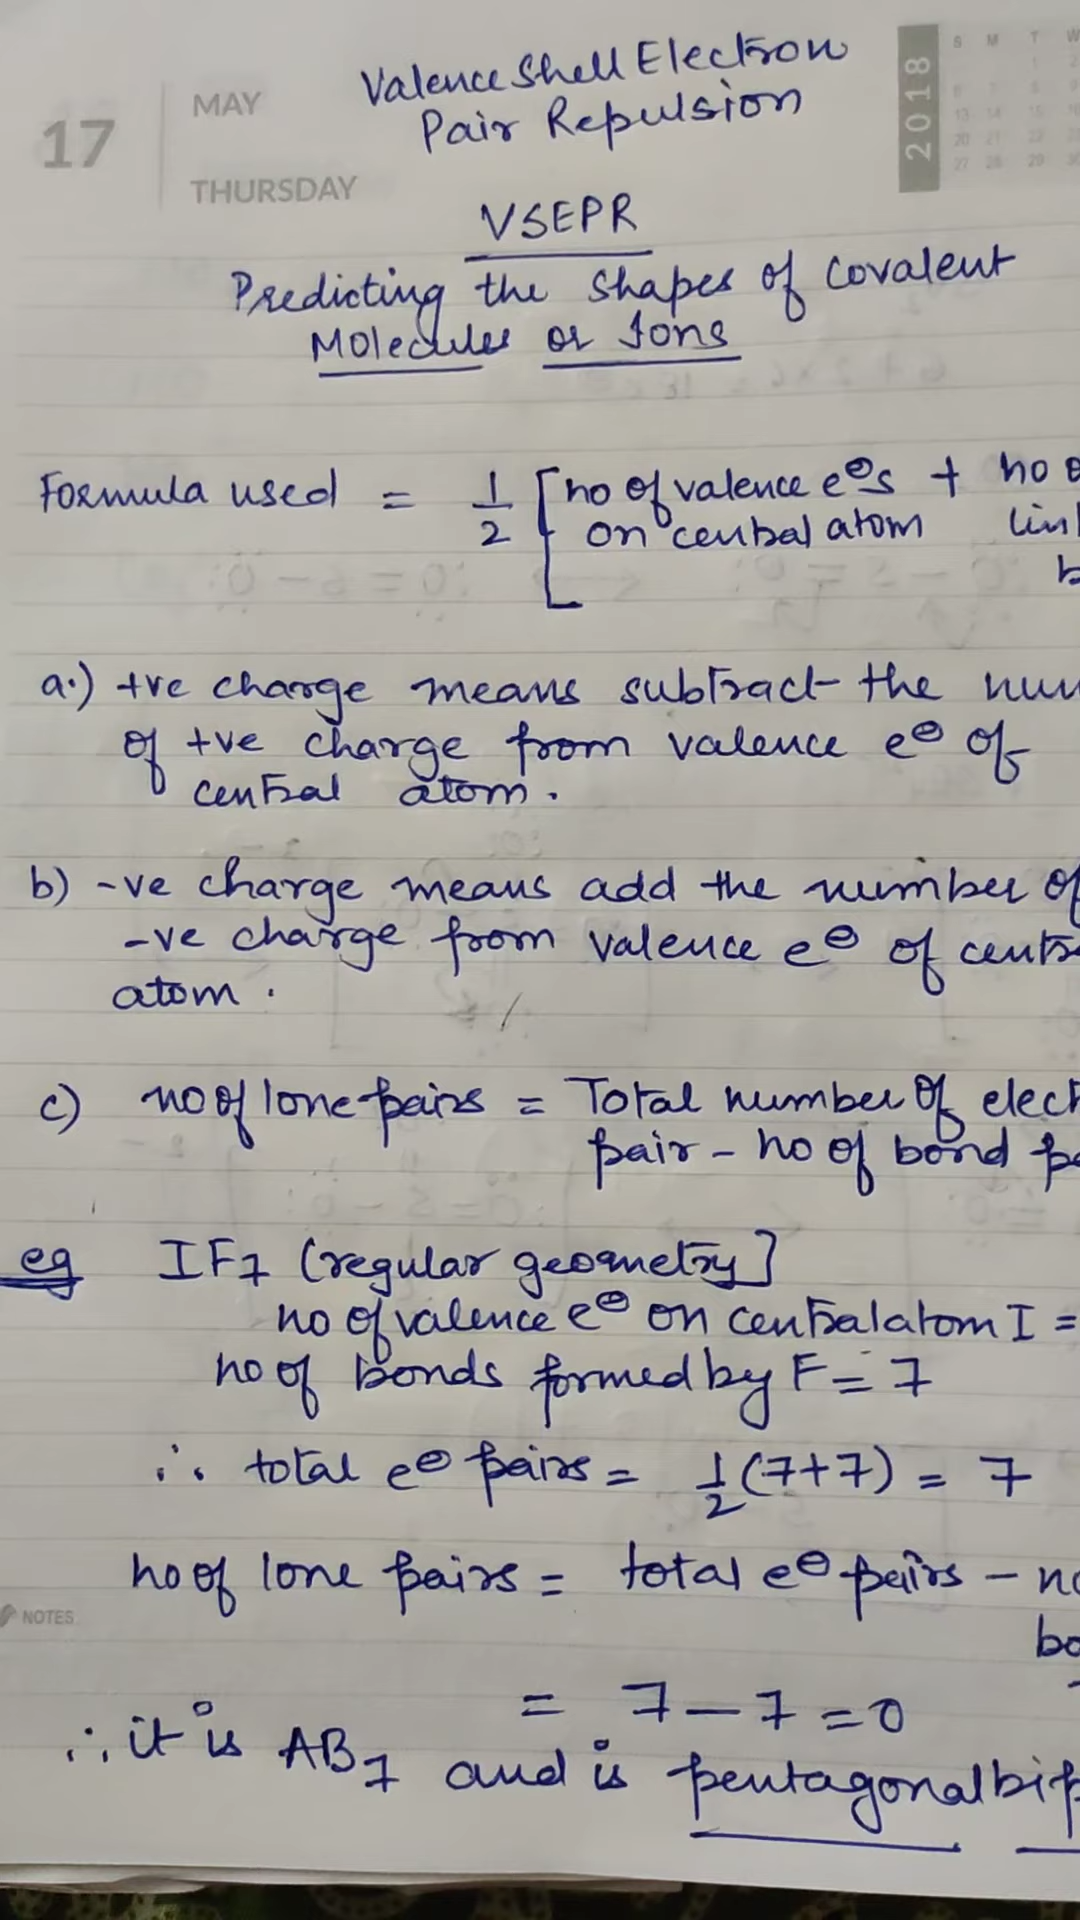 17
MAY
THURSDAY
2018
Valence Shell Electron
Pair Repulsion
VSEPR
Predicting the shapes of covalent
Molecules or Ions
Formula used = 1/2 [ no of valence e⊖s + no
on central atom
a.) +ve charge means subtract the
of +ve charge from valence e⊖ of
central atom.
b) -ve charge means add the number of
-ve charge from valence e⊖ of
atom.
c) no of lone pairs = Total number of
pair - no of bond
eg IF7 (regular geometry]
no of valence e⊖ on central atom I =
no of bonds formed by F = 7
∴ total e⊖ pairs = 1/2 (7+7) = 7
no of lone pairs = total e⊖ pairs -
NOTES
= 7 - 7 = 0
∴ it is AB7 and is pentagonal